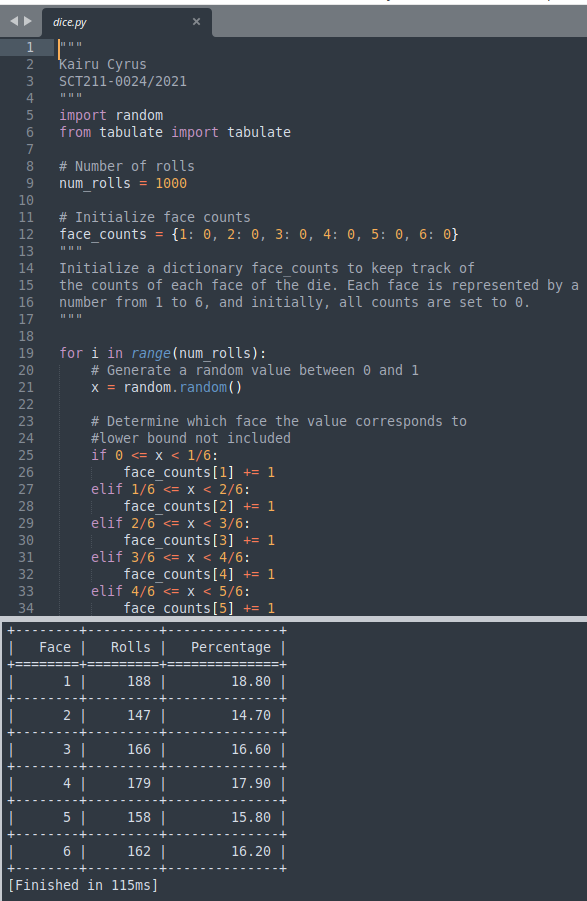 dice.py
1 """
2 Kairu Cyrus
3 SCT211-0024/2021
4 """
5 import random
6 from tabulate import tabulate
7
8 # Number of rolls
9 num_rolls = 1000
10
11 # Initialize face counts
12 face_counts = {1: 0, 2: 0, 3: 0, 4: 0, 5: 0, 6: 0}
13 """
14 Initialize a dictionary face_counts to keep track of
15 the counts of each face of the die. Each face is represented by a
16 number from 1 to 6, and initially, all counts are set to 0.
17 """
18
19 for i in range(num_rolls):
20     # Generate a random value between 0 and 1
21     x = random.random()
22
23     # Determine which face the value corresponds to
24     #lower bound not included
25     if 0 <= x < 1/6:
26         face_counts[1] += 1
27     elif 1/6 <= x < 2/6:
28         face_counts[2] += 1
29     elif 2/6 <= x < 3/6:
30         face_counts[3] += 1
31     elif 3/6 <= x < 4/6:
32         face_counts[4] += 1
33     elif 4/6 <= x < 5/6:
34         face_counts[5] += 1
+--------+---------+--------------+
|   Face |   Rolls |   Percentage |
+========+=========+==============+
|      1 |     188 |        18.80 |
+--------+---------+--------------+
|      2 |     147 |        14.70 |
+--------+---------+--------------+
|      3 |     166 |        16.60 |
+--------+---------+--------------+
|      4 |     179 |        17.90 |
+--------+---------+--------------+
|      5 |     158 |        15.80 |
+--------+---------+--------------+
|      6 |     162 |        16.20 |
+--------+---------+--------------+
[Finished in 115ms]